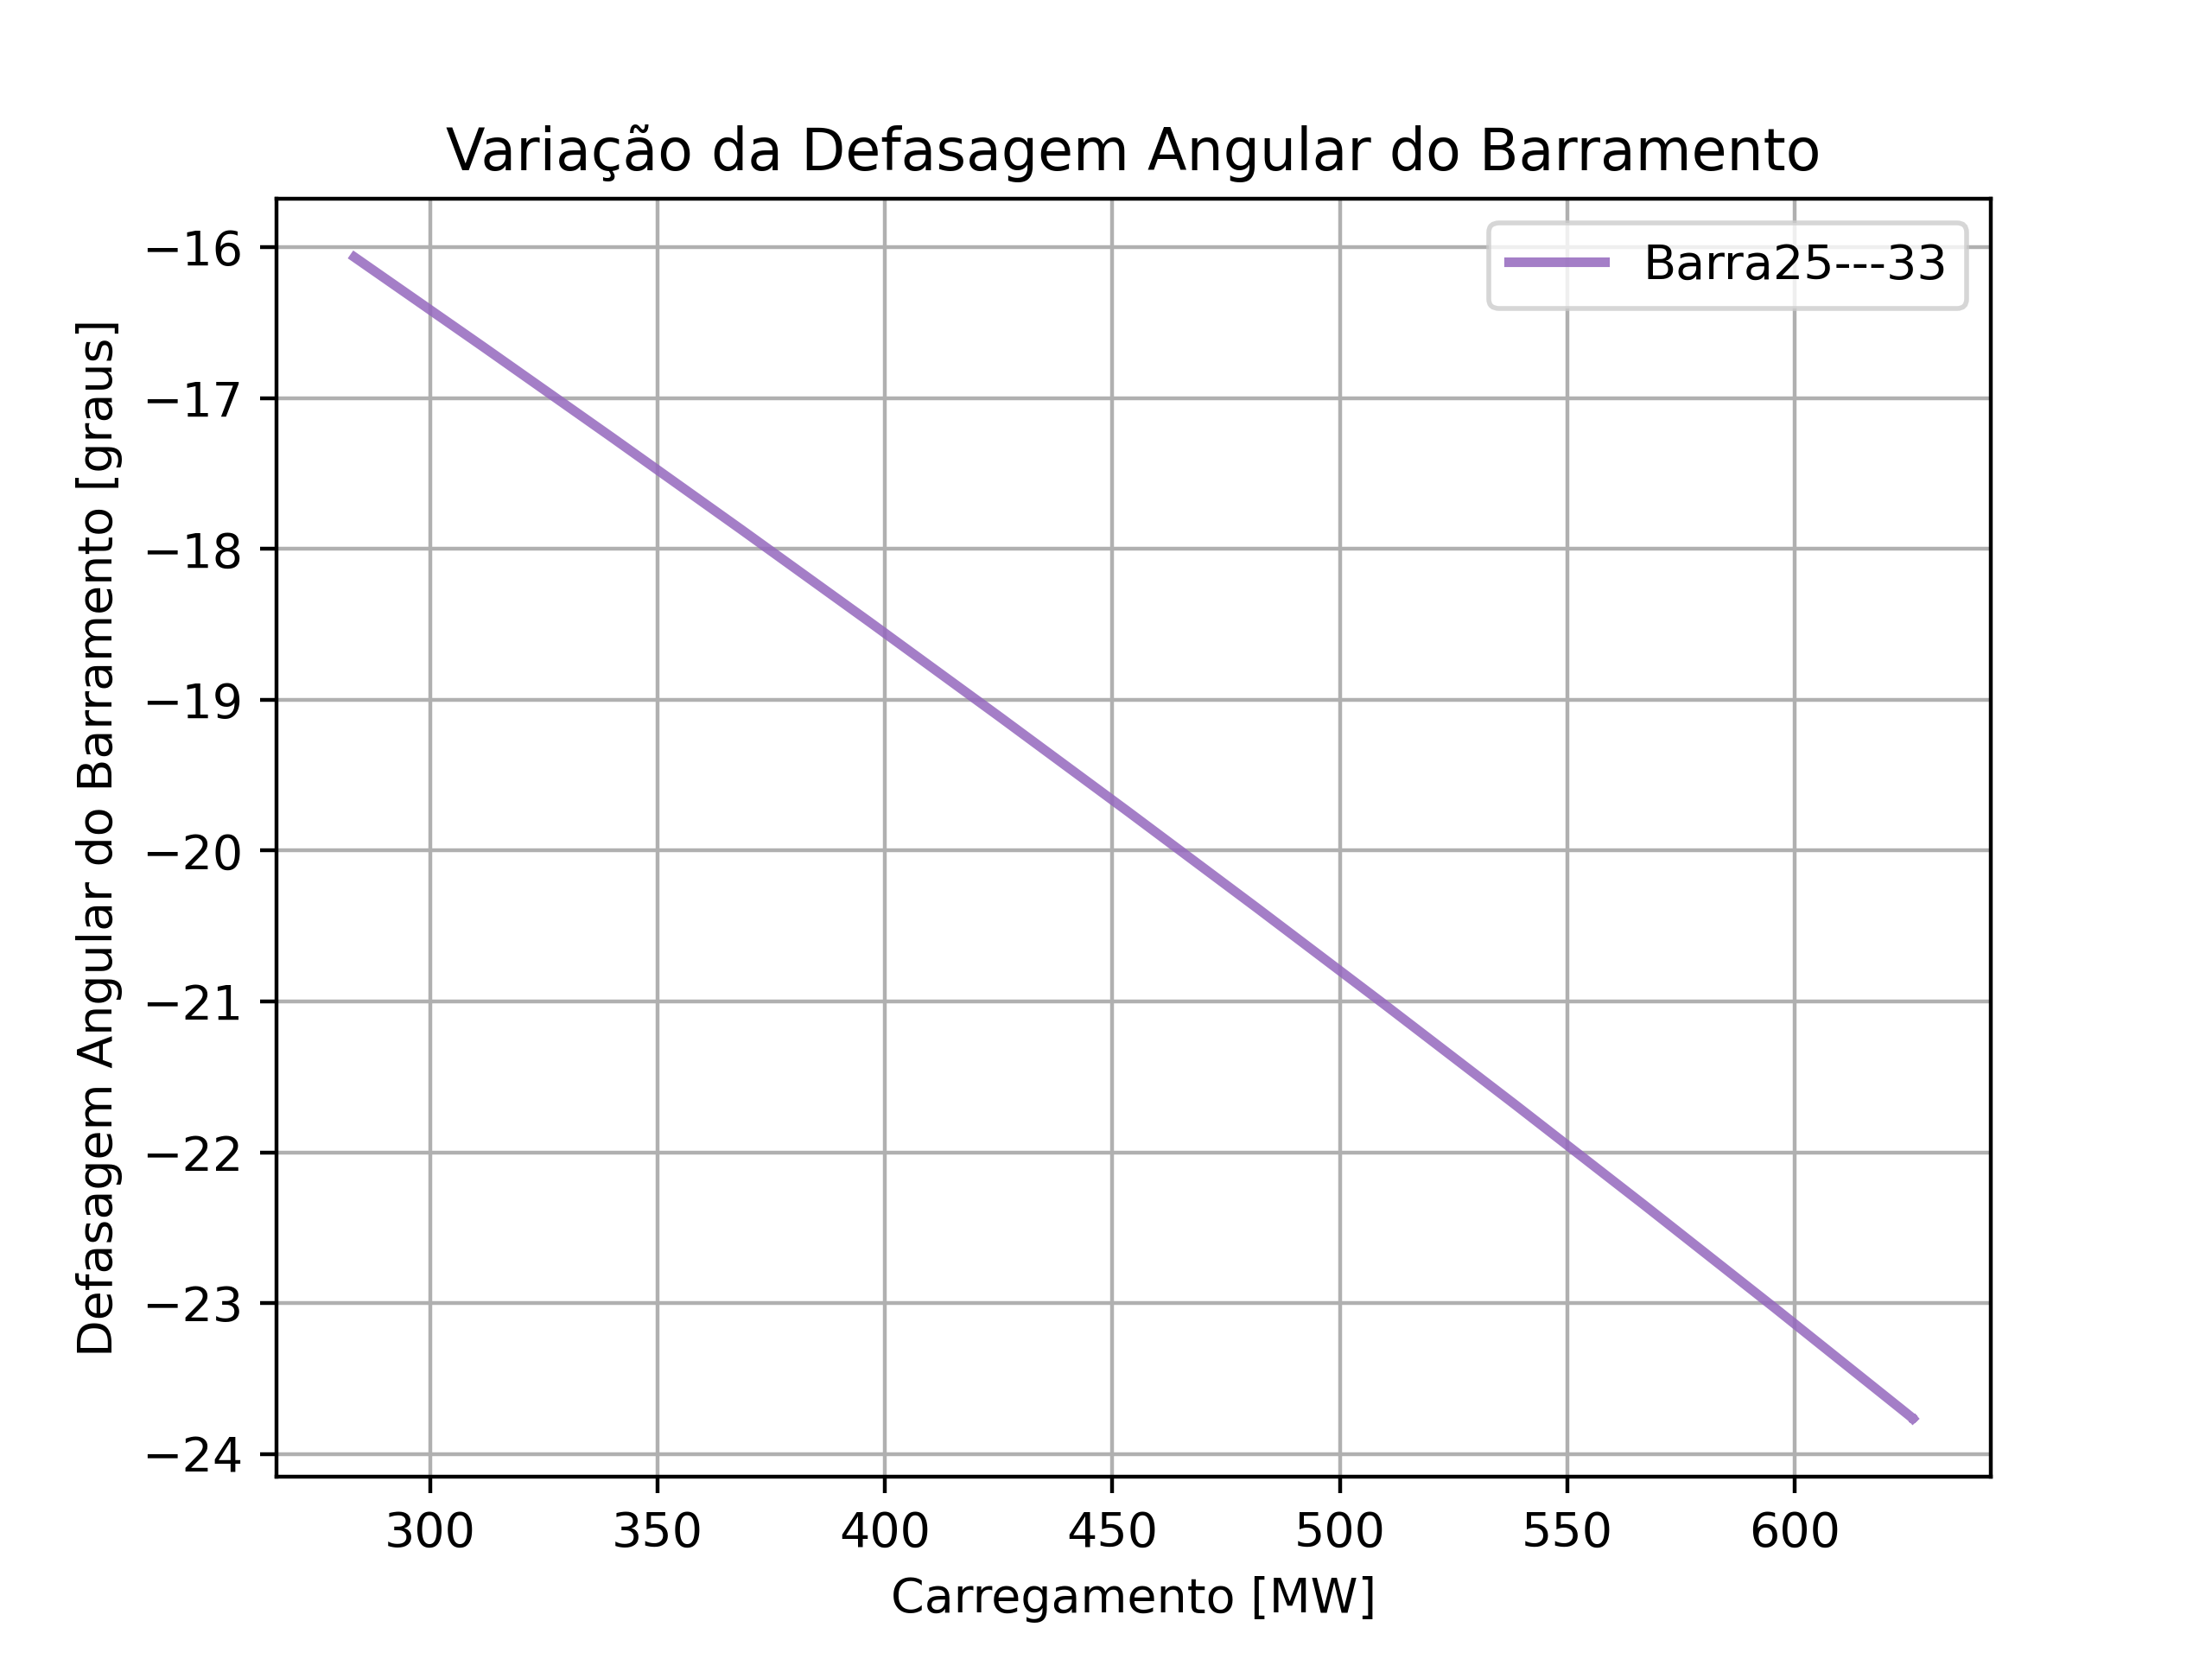 Variação da Defasagem Angular do Barramento
Barra25---33
Defasagem Angular do Barramento [graus]
−16
−17
−18
−19
−20
−21
−22
−23
−24
300 350 400 450 500 550 600
Carregamento [MW]